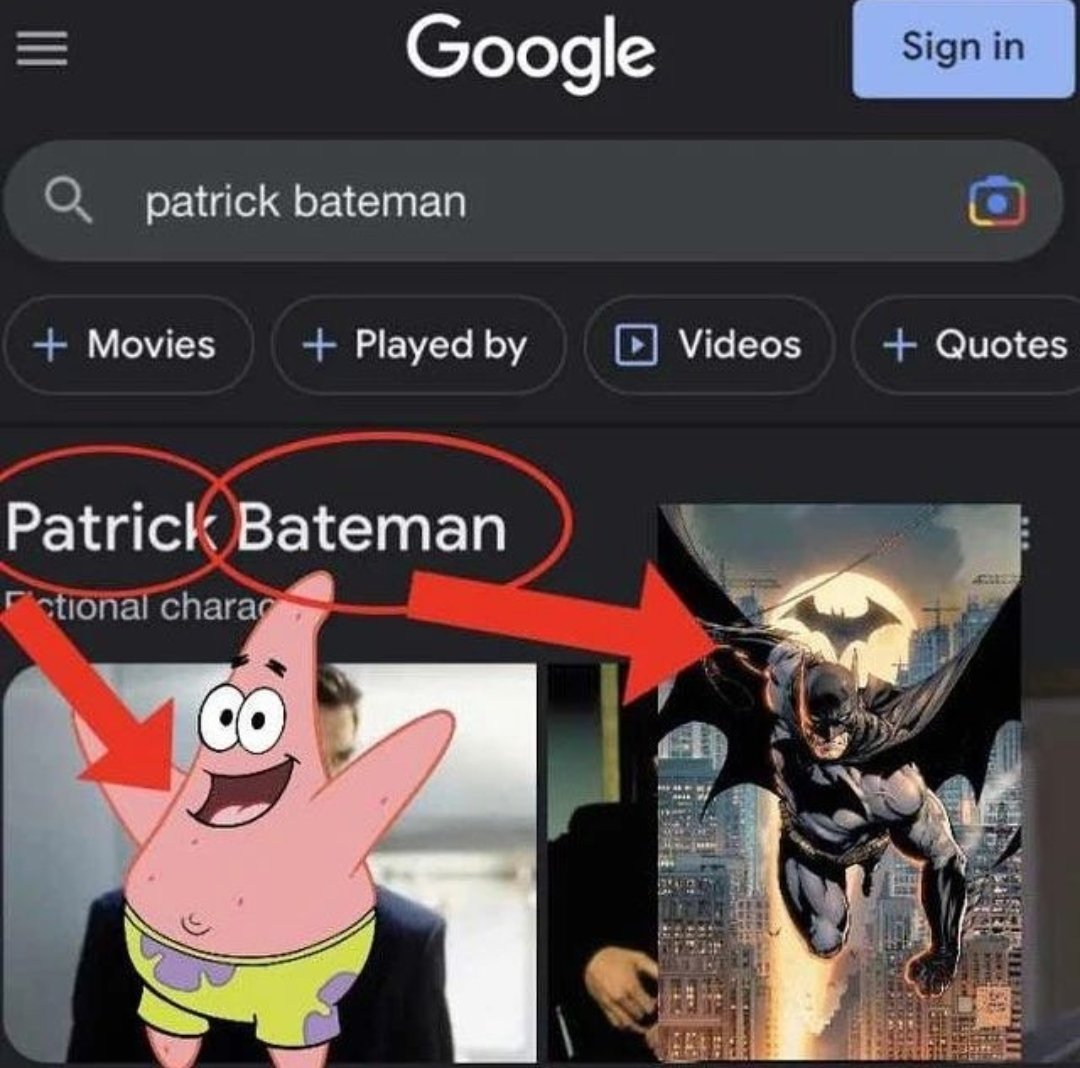 Google
Sign in
patrick bateman
+ Movies
+ Played by
Videos
+ Quotes
Patrick Bateman